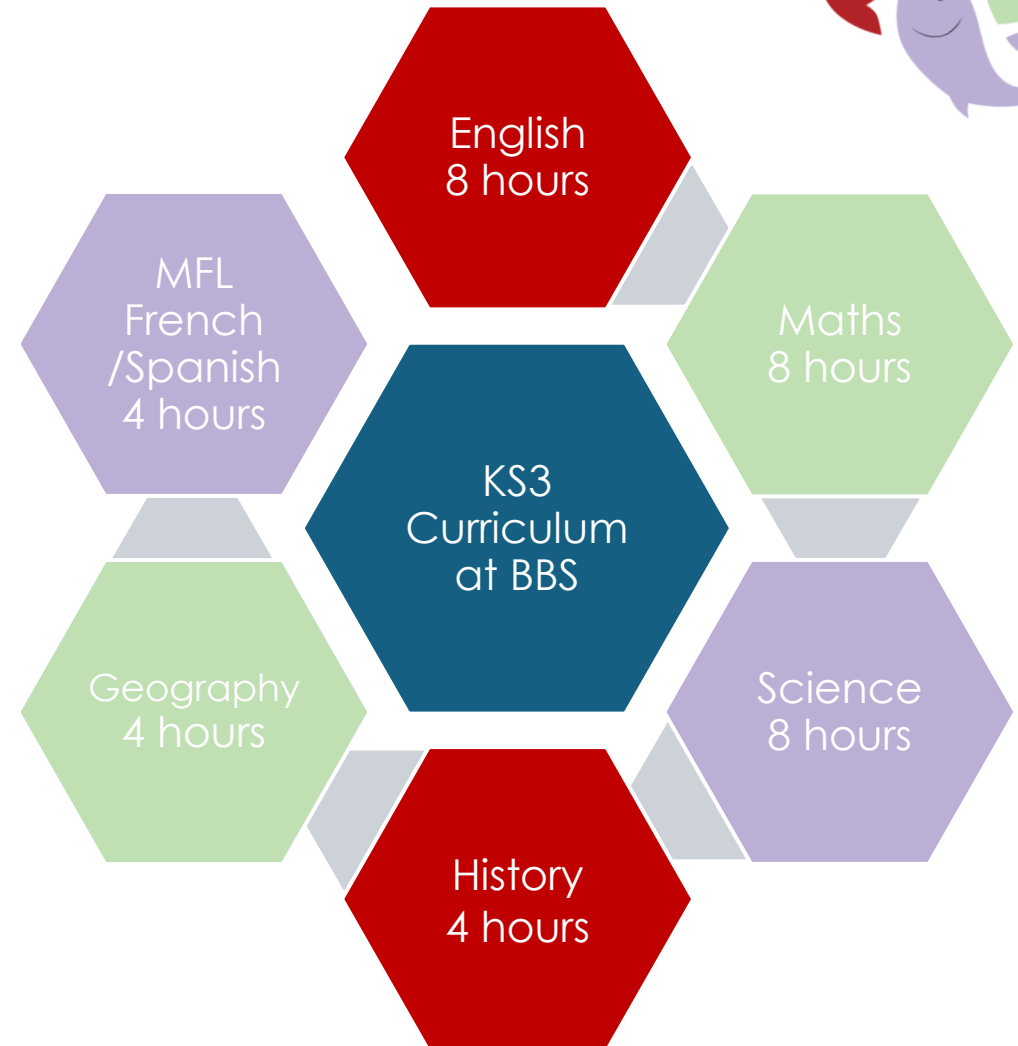 English
8 hours
Maths
8 hours
Science
8 hours
History
4 hours
Geography
4 hours
MFL
French
/Spanish
4 hours
KS3
Curriculum
at BBS